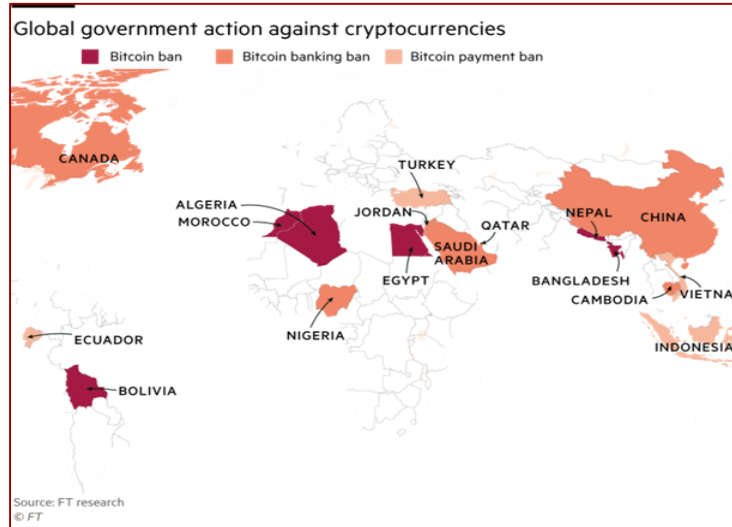 Global government action against cryptocurrencies
Bitcoin ban Bitcoin banking ban Bitcoin payment ban
CANADA
TURKEY
ALGERIA
MOROCCO
JORDAN
QATAR
NEPAL
CHINA
SAUDI
ARABIA
EGYPT
BANGLADESH
CAMBODIA
VIETNA
NIGERIA
ECUADOR
INDONESIA
BOLIVIA
Source: FT research
© FT